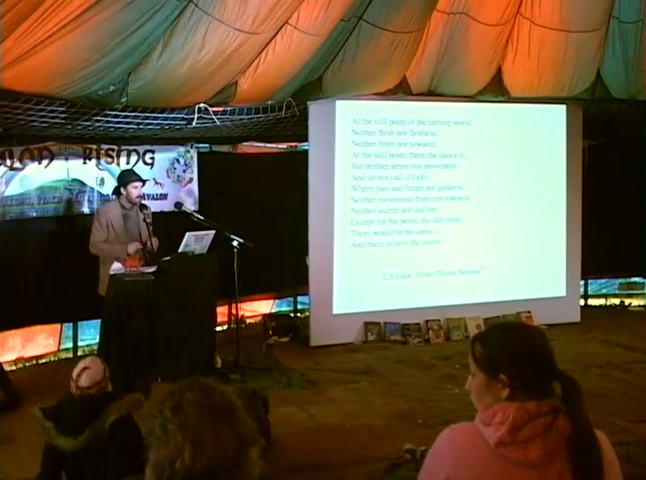 RISING
AVALON
At the still point of the turning world.
Neither flesh nor fleshless;
Neither from nor towards;
At the still point, there the dance is,
But neither arrest nor movement.
And do not call it fixity,
Where past and future are gathered.
Neither movement from nor towards,
Neither ascent nor decline.
Except for the point, the still point,
There would be no dance,
And there is only the dance.
T.S.Eliot, from "Burnt Norton"